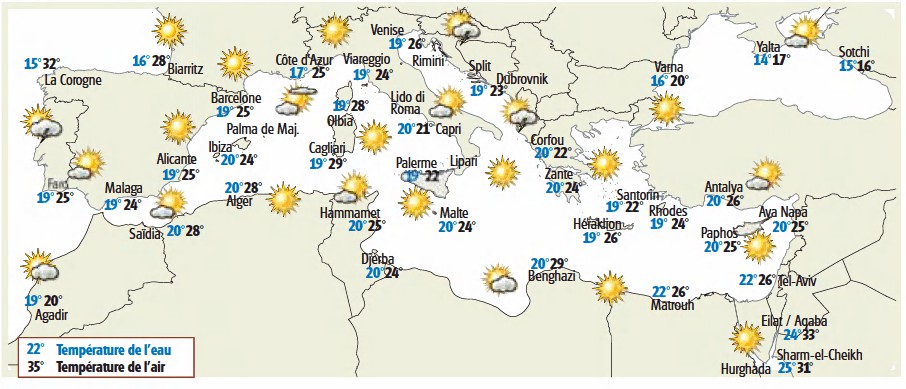 Venise
19° 26°
Rimini
16° 28°
Biarritz
15° 32°
La Corogne
Côte d'Azur
17° 25°
Viareggio
19° 24°
Split
19° 23°
Dubrovnik
Varna
16° 20°
Yalta
14° 17°
Sotchi
15° 16°
Barcelone
19° 25°
Palma de Maj.
Ibiza
20° 24°
19° 28°
Olbia
Lido di
Roma
20° 21°
Capri
Cagliari
19° 29°
Corfou
20° 22°
Alicante
19° 25°
Palerme
19° 22°
Lipari
Zante
20° 24°
19° 25°
Malaga
19° 24°
20° 28°
Alger
Santorin
19° 22°
Rhodes
19° 24°
Antalya
20° 26°
Aya Napa
20° 25°
Saïdia
20° 28°
Hammamet
20° 25°
Malte
20° 24°
Héraklion
19° 26°
Paphos
20° 25°
Djerba
20° 24°
20° 29°
Benghazi
22° 26°
Tel-Aviv
22° 26°
Matrouh
19° 20°
Agadir
Eilat / Aqaba
24° 33°
Sharm-el-Cheikh
25° 31°
Hurghada
22° Température de l'eau
35° Température de l'air